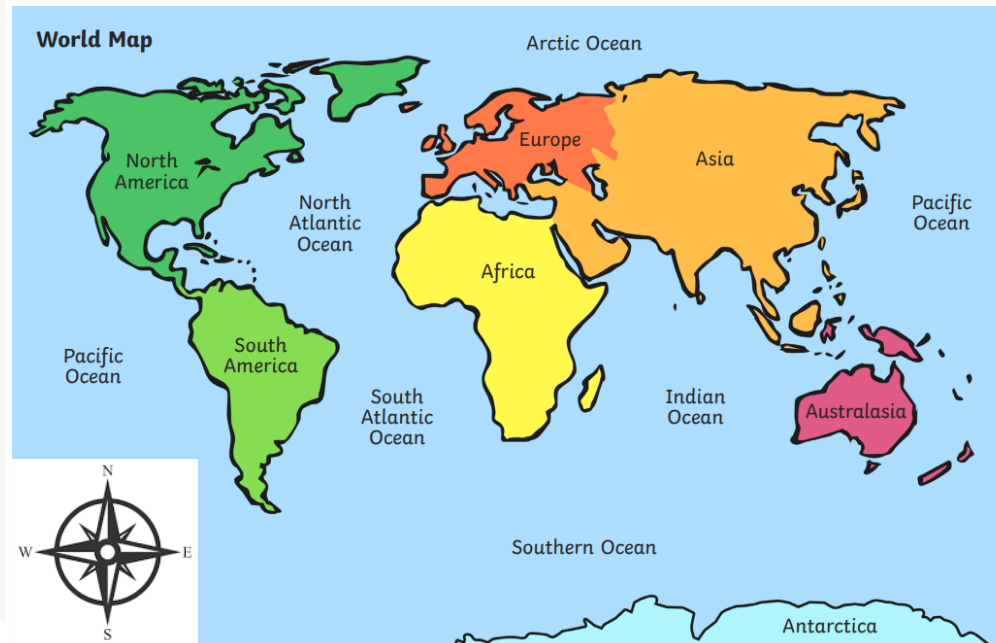 World Map
Arctic Ocean
Europe
Asia
North
America
North
Atlantic
Ocean
Pacific
Ocean
Africa
Pacific
Ocean
South
America
South
Atlantic
Ocean
Indian
Ocean
Australasia
N
W
E
S
Southern Ocean
Antarctica